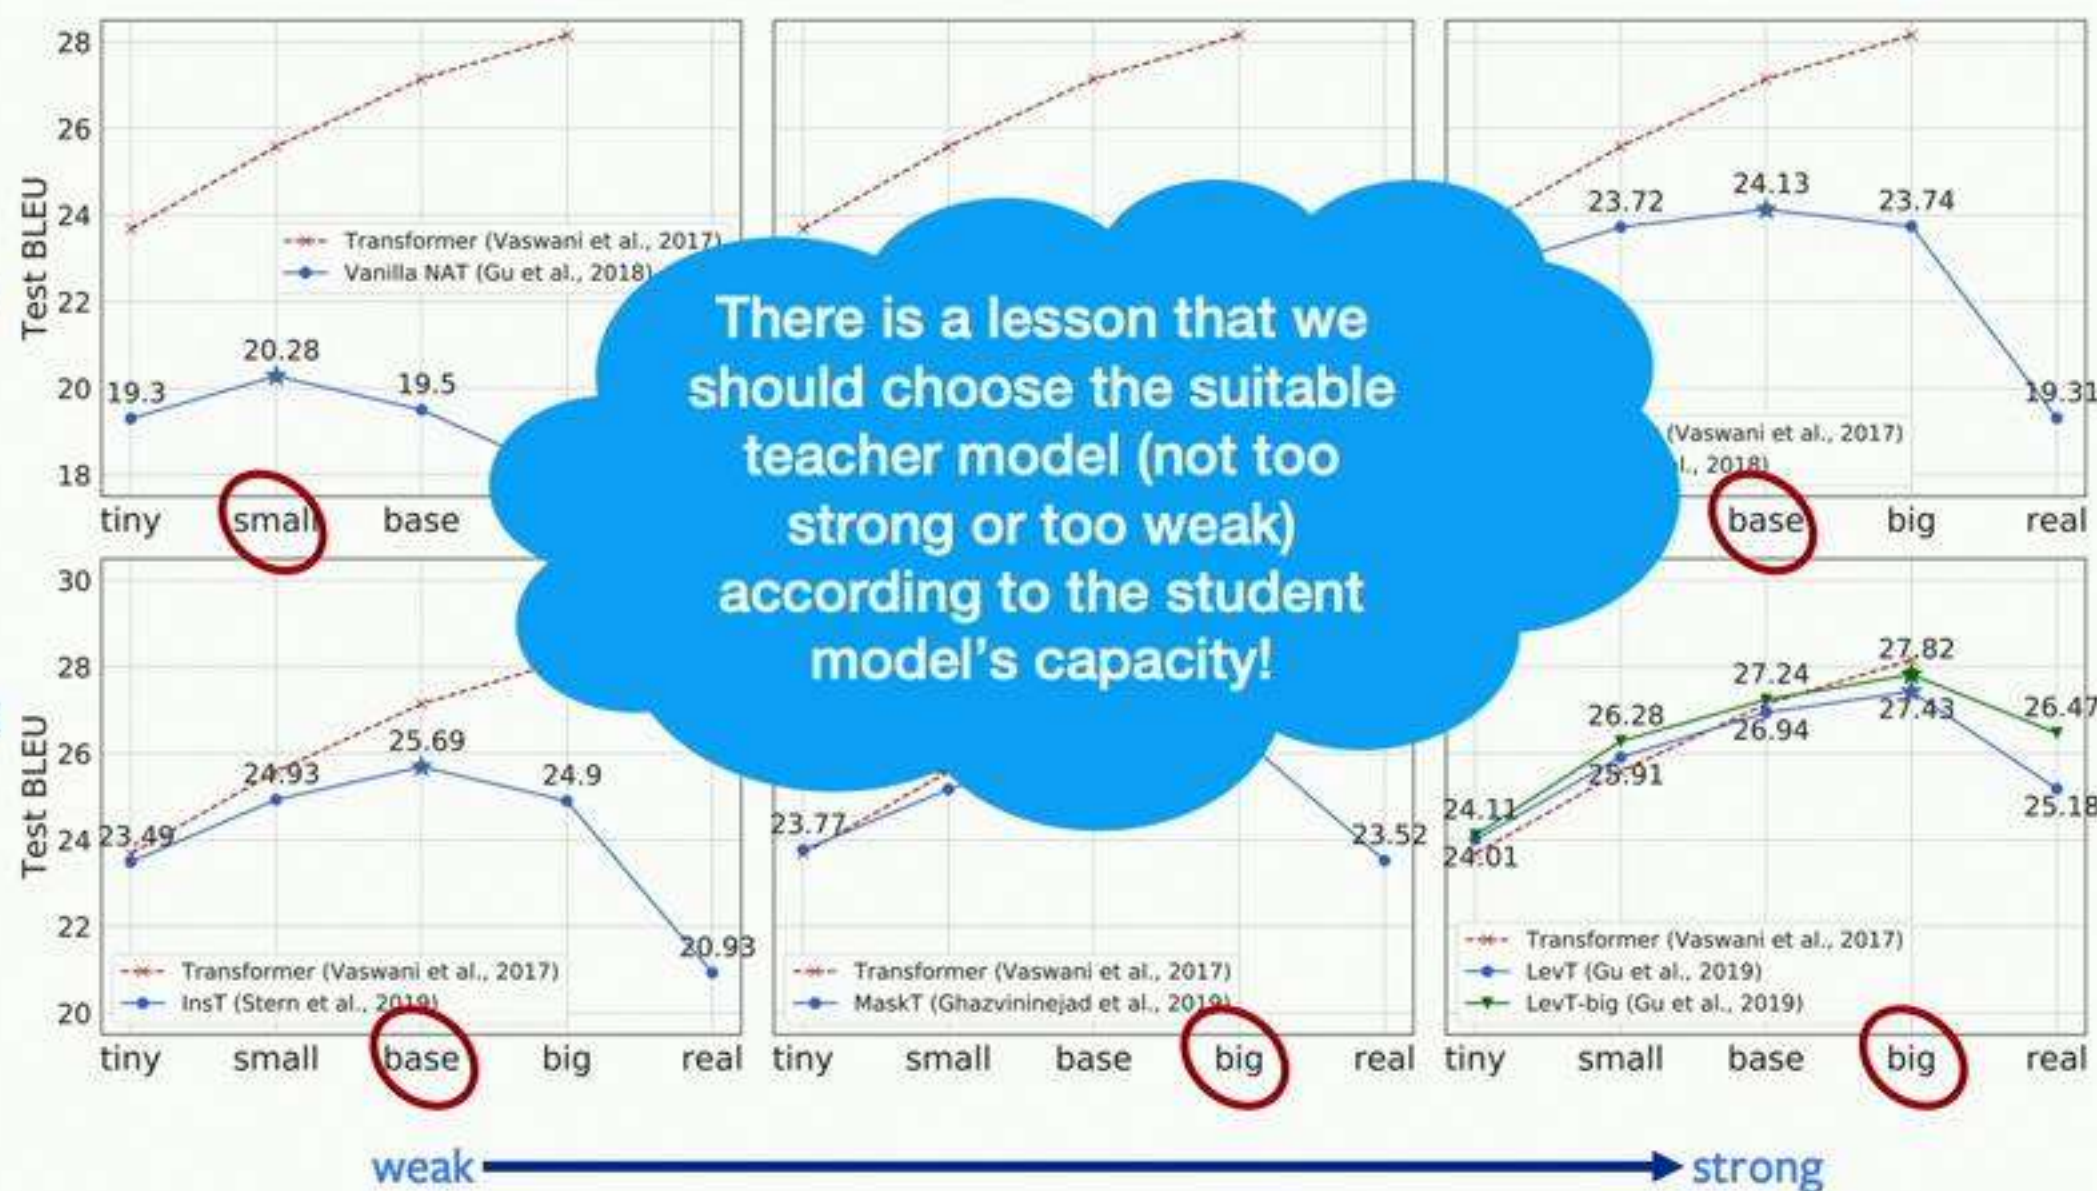 28
26
24
22
20
18
Test BLEU
Transformer (Vaswani et al., 2017)
Vanilla NAT (Gu et al., 2018)
19.3
20.28
19.5
tiny
small
base
23.72
24.13
23.74
19.31
(Vaswani et al., 2017)
l., 2018)
base
big
real
There is a lesson that we
should choose the suitable
teacher model (not too
strong or too weak)
according to the student
model's capacity!
30
28
26
24
22
20
Test BLEU
23.49
24.93
25.69
24.9
20.93
Transformer (Vaswani et al., 2017)
InsT (Stern et al., 2019)
tiny
small
base
big
real
23.77
23.52
Transformer (Vaswani et al., 2017)
MaskT (Ghazvininejad et al., 2019)
tiny
small
base
big
real
24.11
26.28
27.24
27.82
26.47
24.01
25.91
26.94
27.43
25.18
Transformer (Vaswani et al., 2017)
LevT (Gu et al., 2019)
LevT-big (Gu et al., 2019)
tiny
small
base
big
real
weak
strong